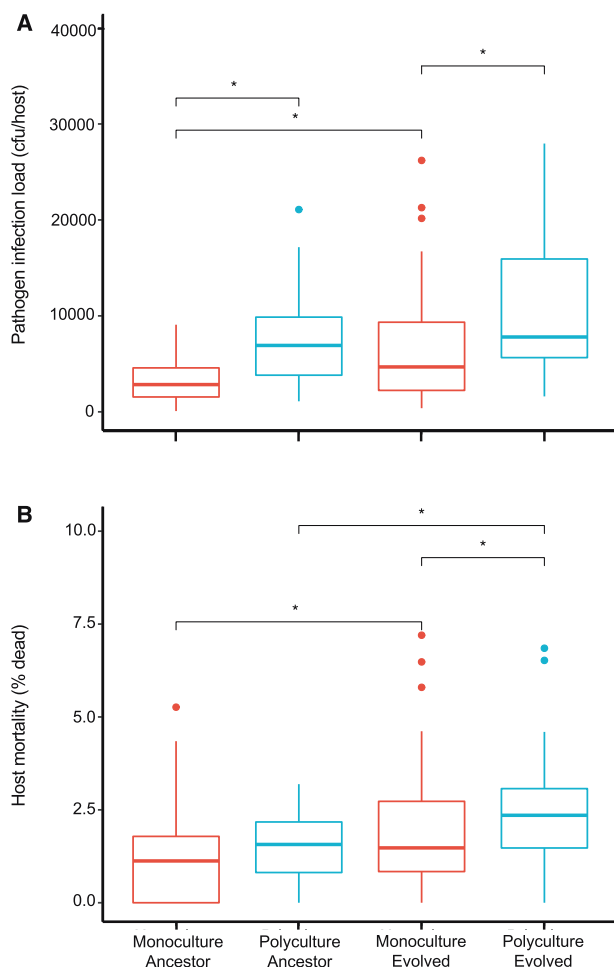 A
Pathogen infection load (cfu/host)
40000
30000
20000
10000
0
*
*
*
B
Host mortality (% dead)
10.0
7.5
5.0
2.5
0.0
*
*
*
Monoculture Ancestor
Polyculture Ancestor
Monoculture Evolved
Polyculture Evolved